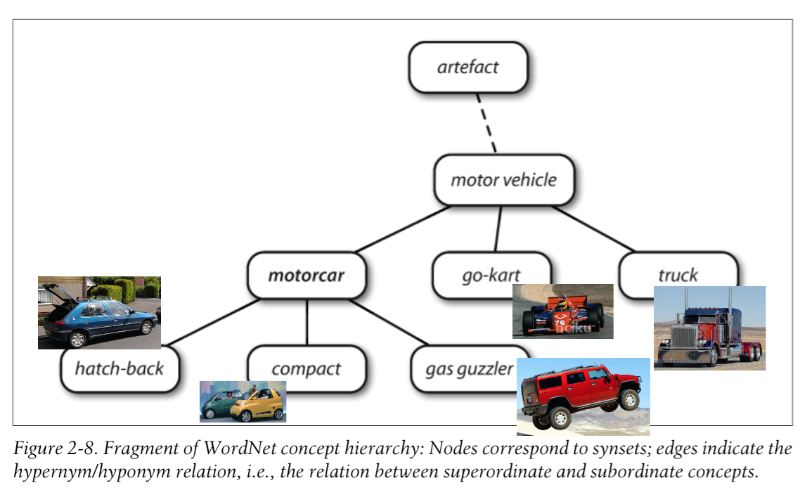 artefact
motor vehicle
motorcar
go-kart
truck
hatch-back
compact
gas guzzler
76
Figure 2-8. Fragment of WordNet concept hierarchy: Nodes correspond to synsets; edges indicate the
hypernym/hyponym relation, i.e., the relation between superordinate and subordinate concepts.